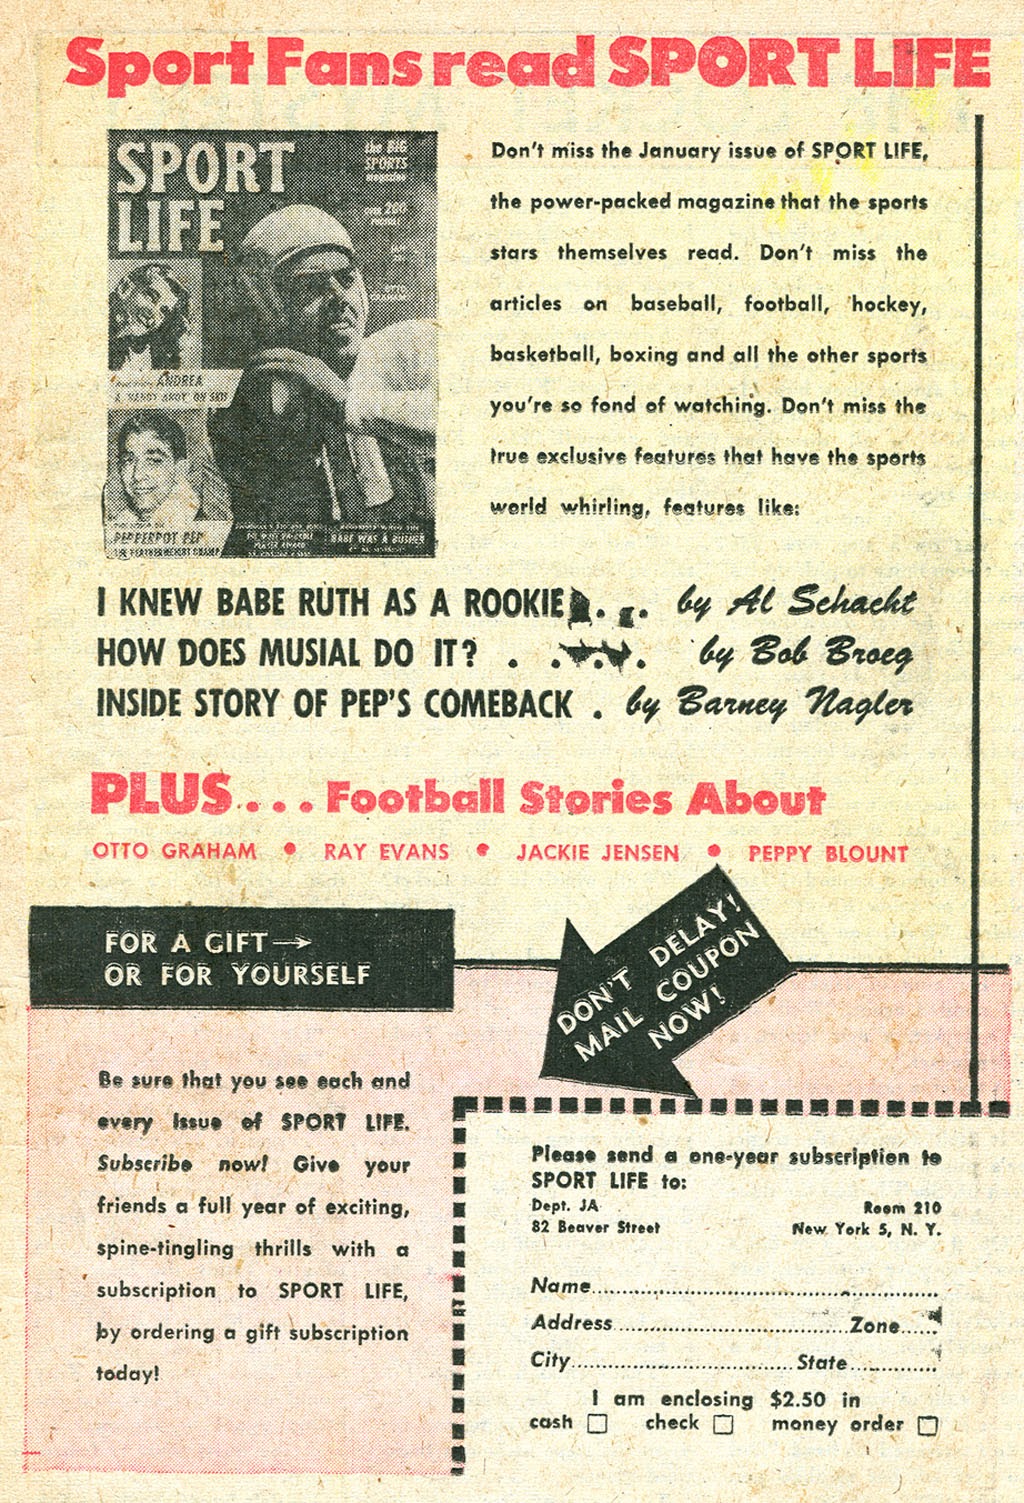 Sport Fans read SPORT LIFE
SPORT
LIFE
the BIG
SPORTS
MAGAZINE
OTTO
GRAHAM
ANDREA
PEPPERPOT PEP
BABE WAS A BUSHER
Don't miss the January issue of SPORT LIFE,
the power-packed magazine that the sports
stars themselves read. Don't miss the
articles on baseball, football, hockey,
basketball, boxing and all the other sports
you're so fond of watching. Don't miss the
true exclusive features that have the sports
world whirling, features like:
I KNEW BABE RUTH AS A ROOKIE . . . by Al Schacht
HOW DOES MUSIAL DO IT? . . . . . by Bob Broeg
INSIDE STORY OF PEP'S COMEBACK . by Barney Nagler
PLUS... Football Stories About
OTTO GRAHAM • RAY EVANS • JACKIE JENSEN • PEPPY BLOUNT
DON'T DELAY!
MAIL COUPON
NOW!
FOR A GIFT→
OR FOR YOURSELF
Be sure that you see each and
every issue of SPORT LIFE.
Subscribe now! Give your
friends a full year of exciting,
spine-tingling thrills with a
subscription to SPORT LIFE,
by ordering a gift subscription
today!
Please send a one-year subscription to
SPORT LIFE to:
Dept. JA Room 210
82 Beaver Street New York 5, N. Y.
Name
Address Zone
City State
I am enclosing $2.50 in
cash □ check □ money order □